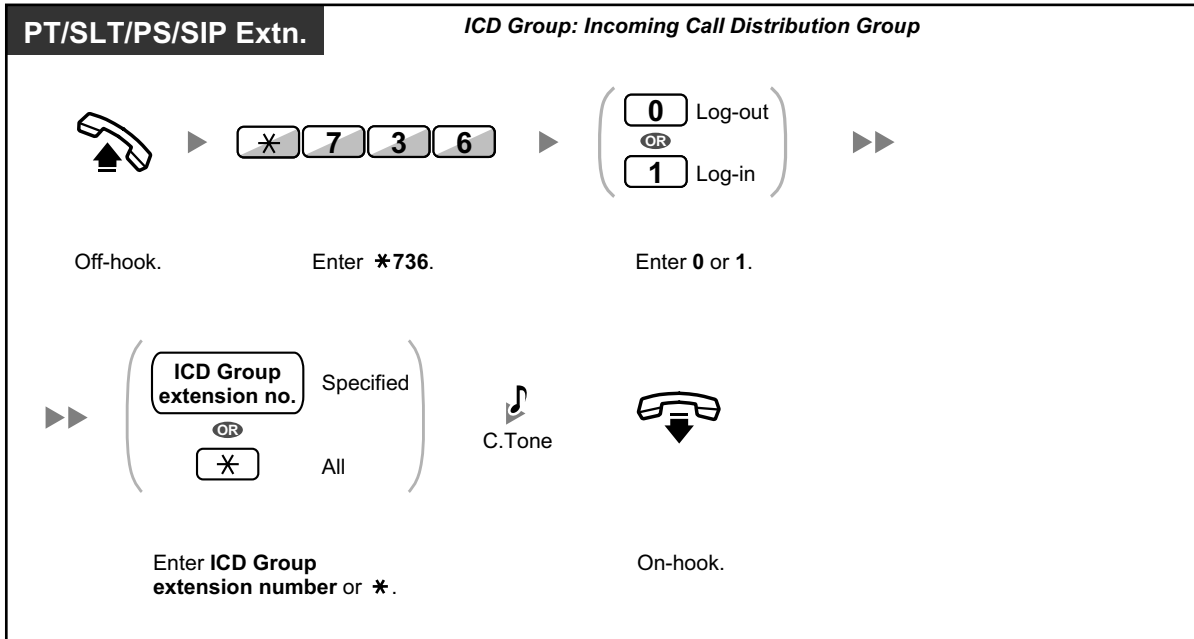 PT/SLT/PS/SIP Extn.
ICD Group: Incoming Call Distribution Group
* 7 3 6
0 Log-out
OR
1 Log-in
Off-hook.
Enter *736.
Enter 0 or 1.
ICD Group
extension no.
Specified
OR
* All
C.Tone
Enter ICD Group
extension number or *.
On-hook.